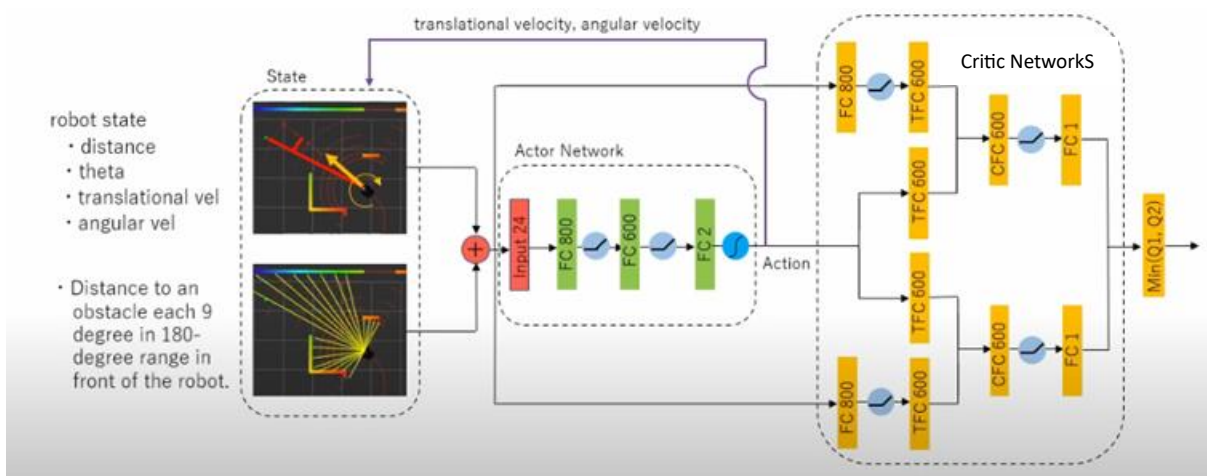 translational velocity, angular velocity
State
robot state
・distance
・theta
・translational vel
・angular vel
・Distance to an
obstacle each 9
degree in 180-
degree range in
front of the robot.
Actor Network
Input 24
FC 800
FC 600
FC 2
Action
Critic NetworkS
FC 800
TFC 600
TFC 600
CFC 600
FC 1
TFC 600
FC 800
TFC 600
CFC 600
FC 1
Min(Q1, Q2)